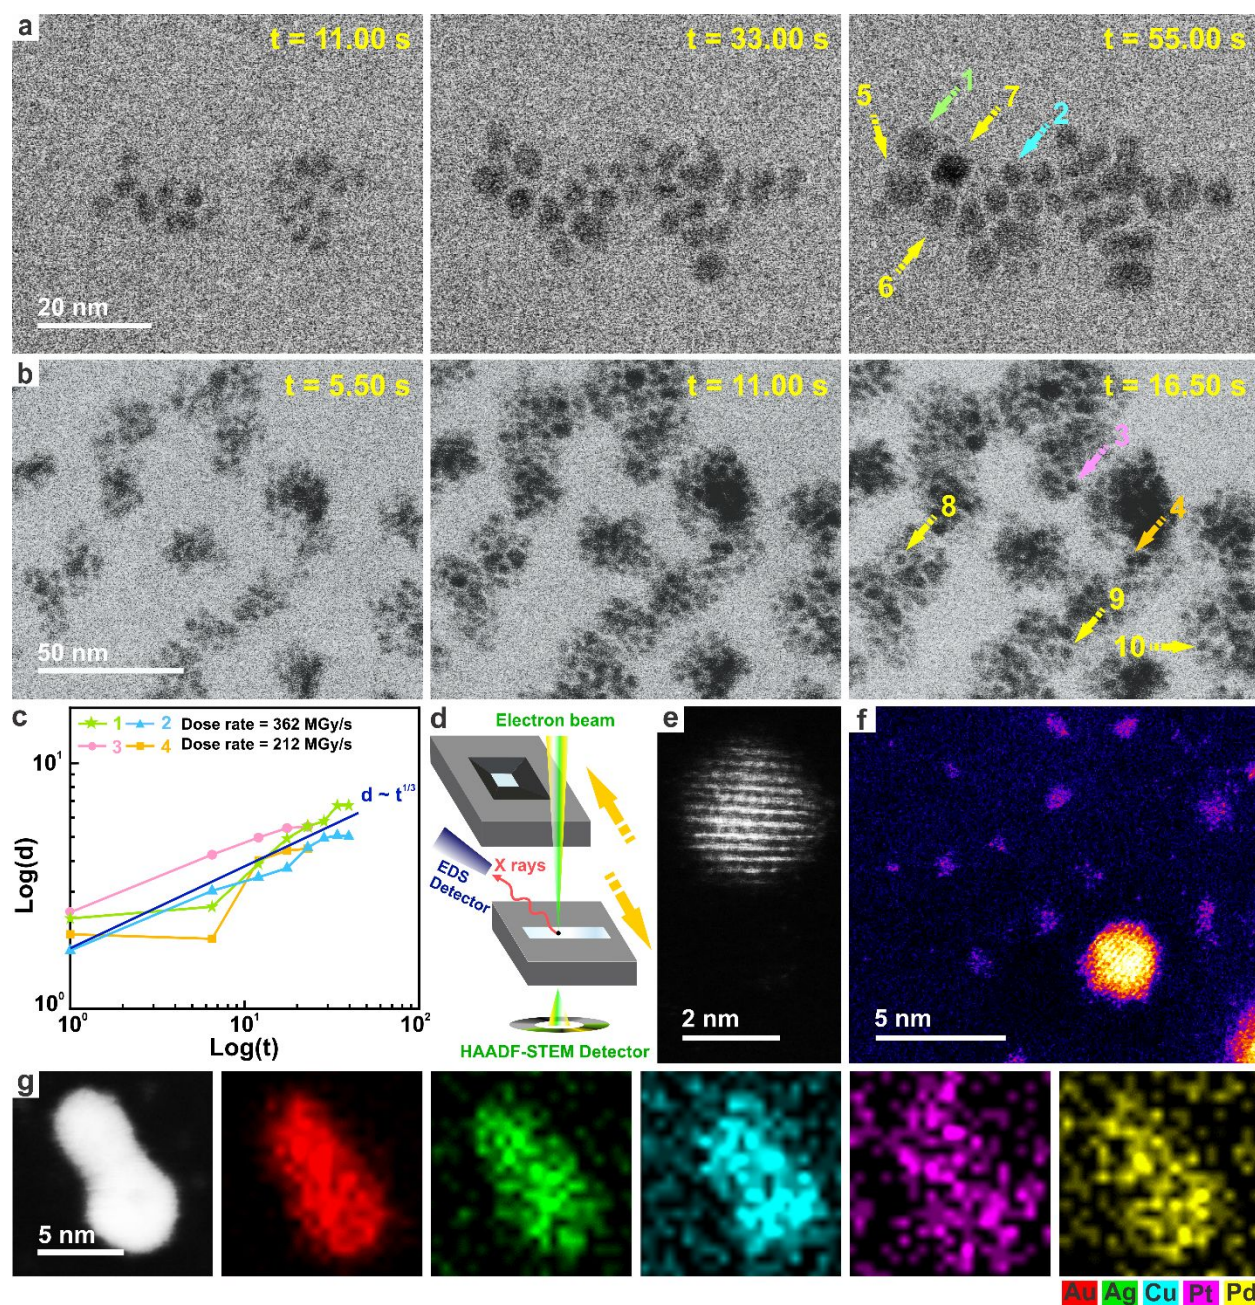 a
t = 11.00 s
t = 33.00 s
t = 55.00 s
1
5
7
2
6
20 nm
b
t = 5.50 s
t = 11.00 s
t = 16.50 s
3
8
4
9
10
50 nm
c
1 2 Dose rate = 362 MGy/s
3 4 Dose rate = 212 MGy/s
d ~ t^1/3
10^1
10^0
Log(d)
10^0 10^1 10^2
Log(t)
d
Electron beam
X rays
EDS
Detector
HAADF-STEM Detector
e
2 nm
f
5 nm
g
5 nm
Au Ag Cu Pt Pd